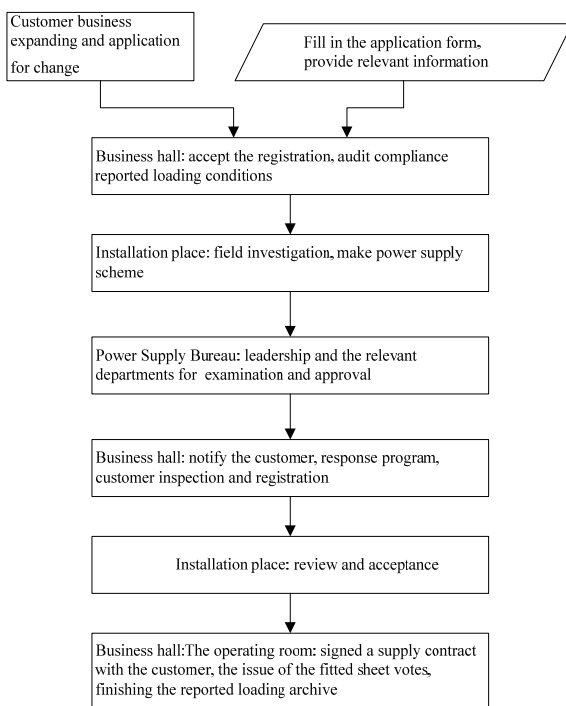 Customer business
expanding and application
for change
Fill in the application form,
provide relevant information
Business hall: accept the registration, audit compliance
reported loading conditions
Installation place: field investigation, make power supply
scheme
Power Supply Bureau: leadership and the relevant
departments for examination and approval
Business hall: notify the customer, response program,
customer inspection and registration
Installation place: review and acceptance
Business hall:The operating room: signed a supply contract
with the customer, the issue of the fitted sheet votes,
finishing the reported loading archive